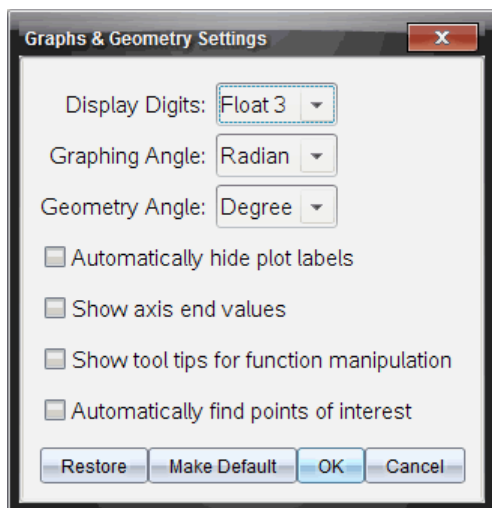 Graphs & Geometry Settings
Display Digits: Float 3
Graphing Angle: Radian
Geometry Angle: Degree
Automatically hide plot labels
Show axis end values
Show tool tips for function manipulation
Automatically find points of interest
Restore Make Default OK Cancel